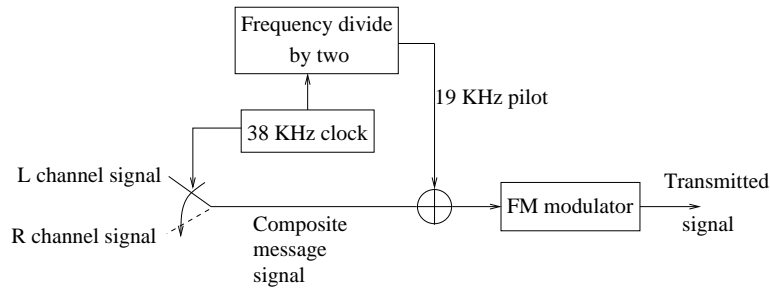 Frequency divide
by two
19 KHz pilot
38 KHz clock
L channel signal
R channel signal
Composite
message
signal
FM modulator
Transmitted
signal